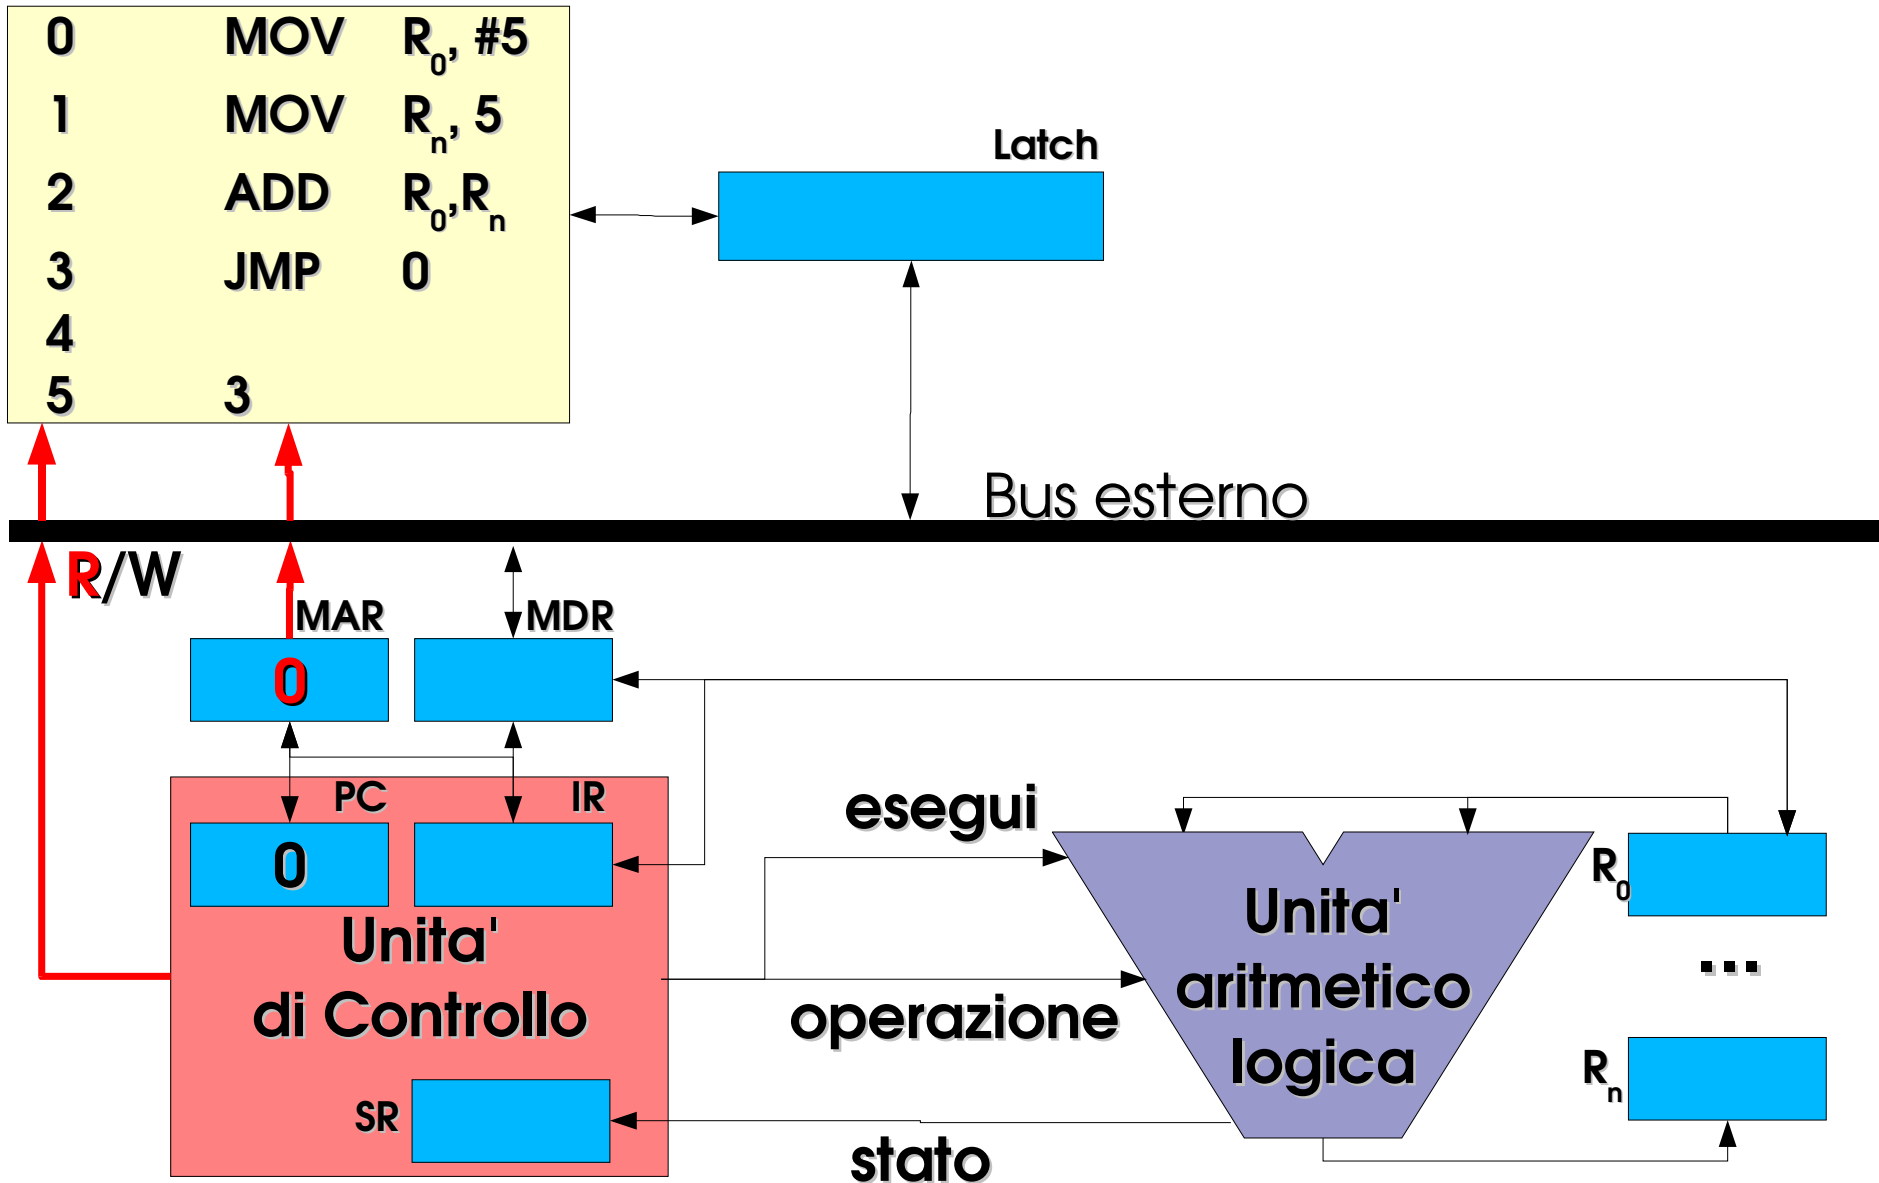 0 MOV R0, #5
1 MOV Rn, 5
2 ADD R0,Rn
3 JMP 0
4
5 3
Latch
Bus esterno
R/W
MAR
MDR
0
PC
IR
0
Unita'
di Controllo
SR
esegui
operazione
stato
Unita'
aritmetico
logica
R0
...
Rn